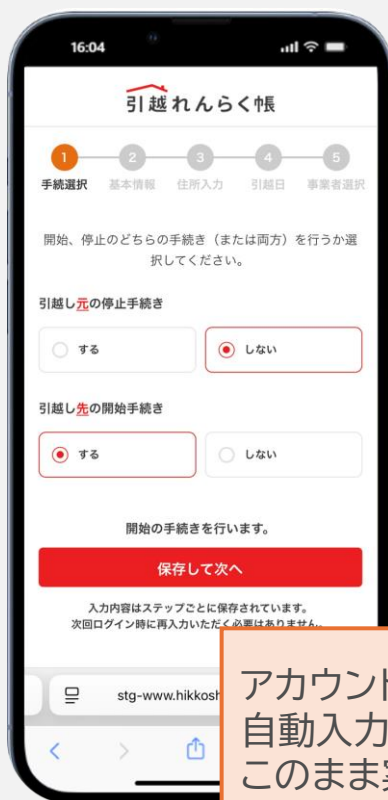 16:04
引越れんらく帳
1 2 3 4 5
手続選択 基本情報 住所入力 引越日 事業者選択
開始、停止のどちらの手続き（または両方）を行うか選
択してください。
引越し元の停止手続き
する しない
引越し先の開始手続き
する しない
開始の手続きを行います。
保存して次へ
入力内容はステップごとに保存されています。
次回ログイン時に再入力いただく必要はありません。
stg-www.hikkosh
アカウント
自動入力
このまま